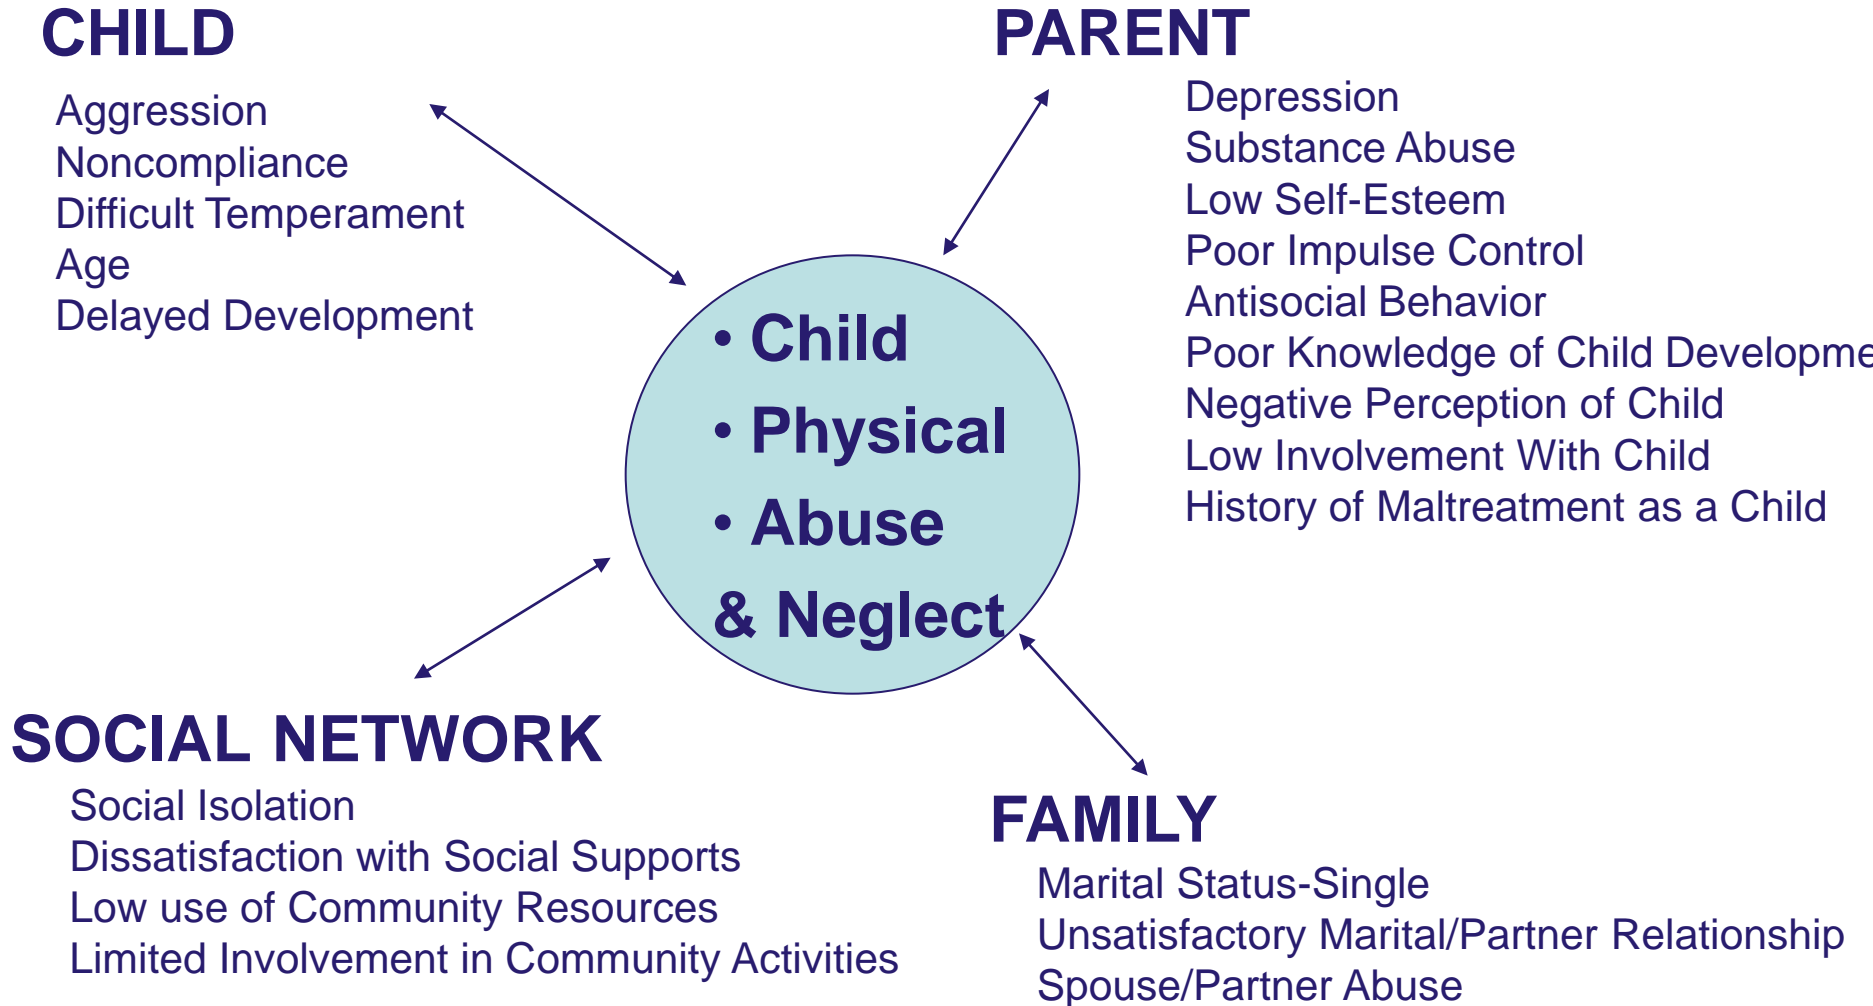 CHILD
Aggression
Noncompliance
Difficult Temperament
Age
Delayed Development
PARENT
Depression
Substance Abuse
Low Self-Esteem
Poor Impulse Control
Antisocial Behavior
Poor Knowledge of Child Developme
Negative Perception of Child
Low Involvement With Child
History of Maltreatment as a Child
• Child
• Physical
• Abuse
& Neglect
SOCIAL NETWORK
Social Isolation
Dissatisfaction with Social Supports
Low use of Community Resources
Limited Involvement in Community Activities
FAMILY
Marital Status-Single
Unsatisfactory Marital/Partner Relationship
Spouse/Partner Abuse